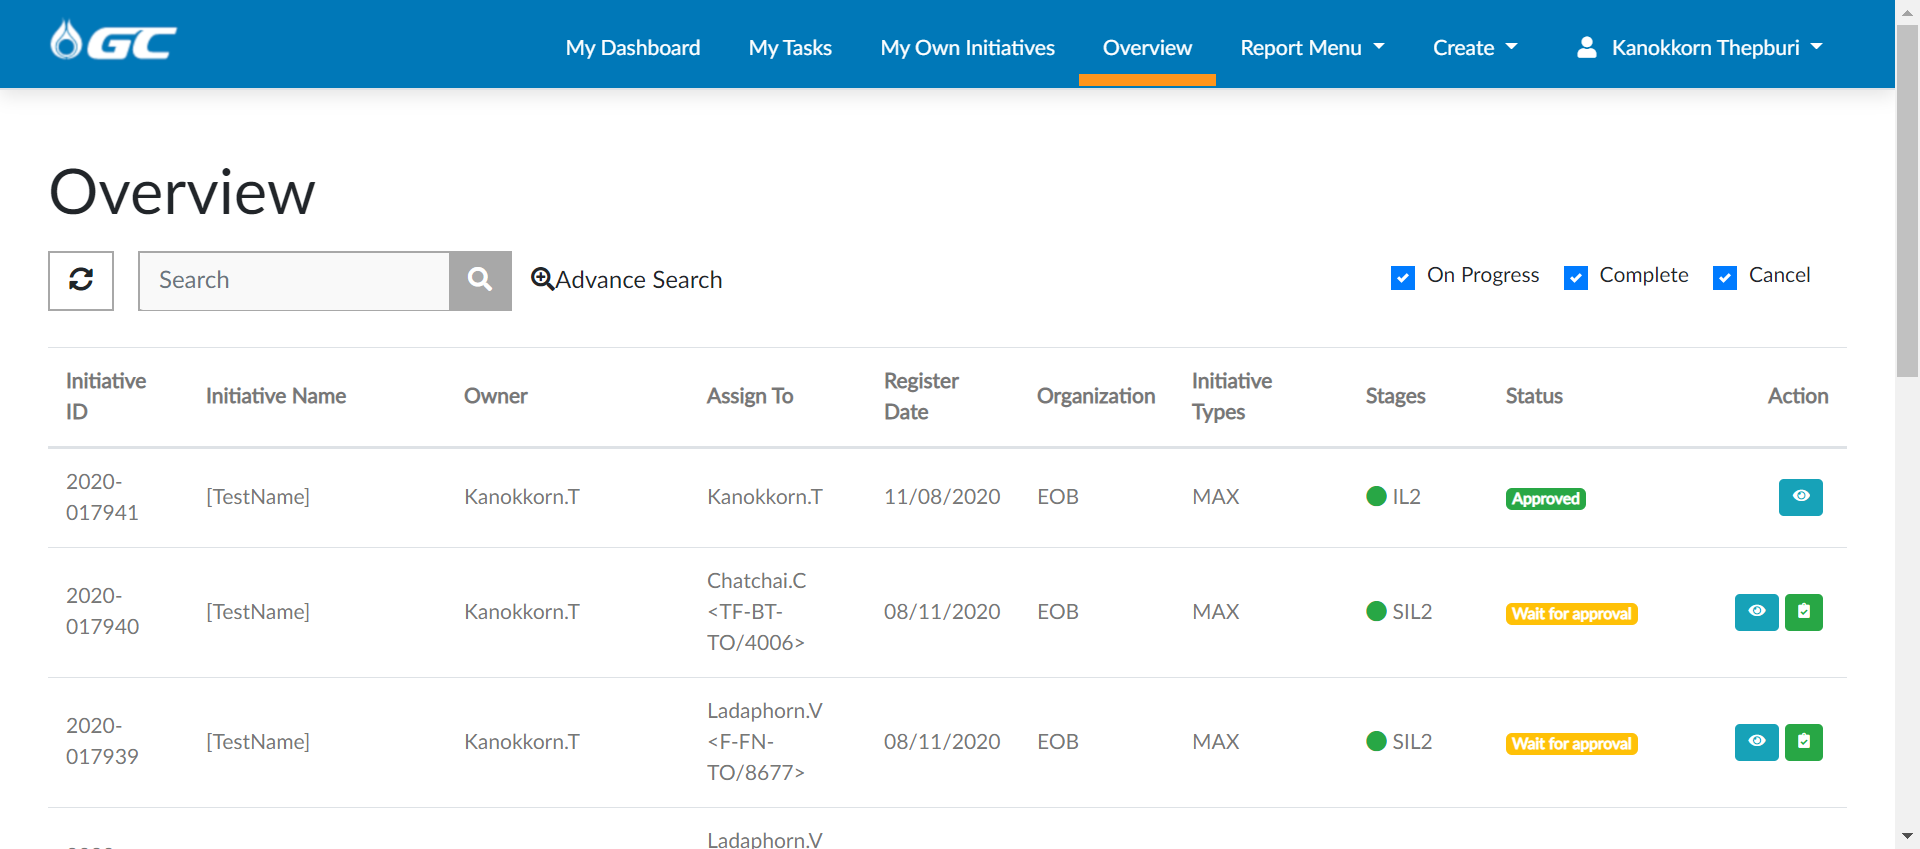 GC
My Dashboard My Tasks My Own Initiatives Overview Report Menu Create Kanokkorn Thepburi
Overview
Search Advance Search On Progress Complete Cancel
Initiative ID Initiative Name Owner Assign To Register Date Organization Initiative Types Stages Status Action
2020-017941 [TestName] Kanokkorn.T Kanokkorn.T 11/08/2020 EOB MAX IL2 Approved
2020-017940 [TestName] Kanokkorn.T Chatchai.C <TF-BT-TO/4006> 08/11/2020 EOB MAX SIL2 Wait for approval
2020-017939 [TestName] Kanokkorn.T Ladaphorn.V <F-FN-TO/8677> 08/11/2020 EOB MAX SIL2 Wait for approval
Ladaphorn.V